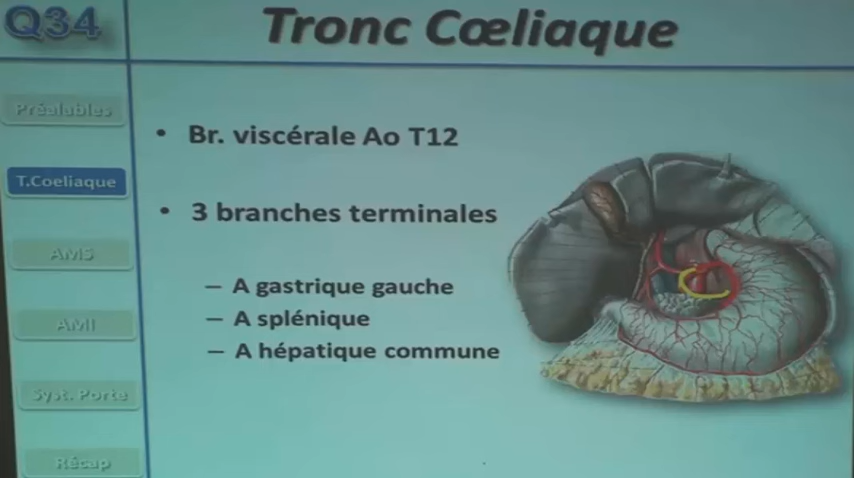 Q34
Tronc Cœliaque
Préalables
T.Coeliaque
AMS
AMI
Syst. Porte
Récap
• Br. viscérale Ao T12
• 3 branches terminales
– A gastrique gauche
– A splénique
– A hépatique commune